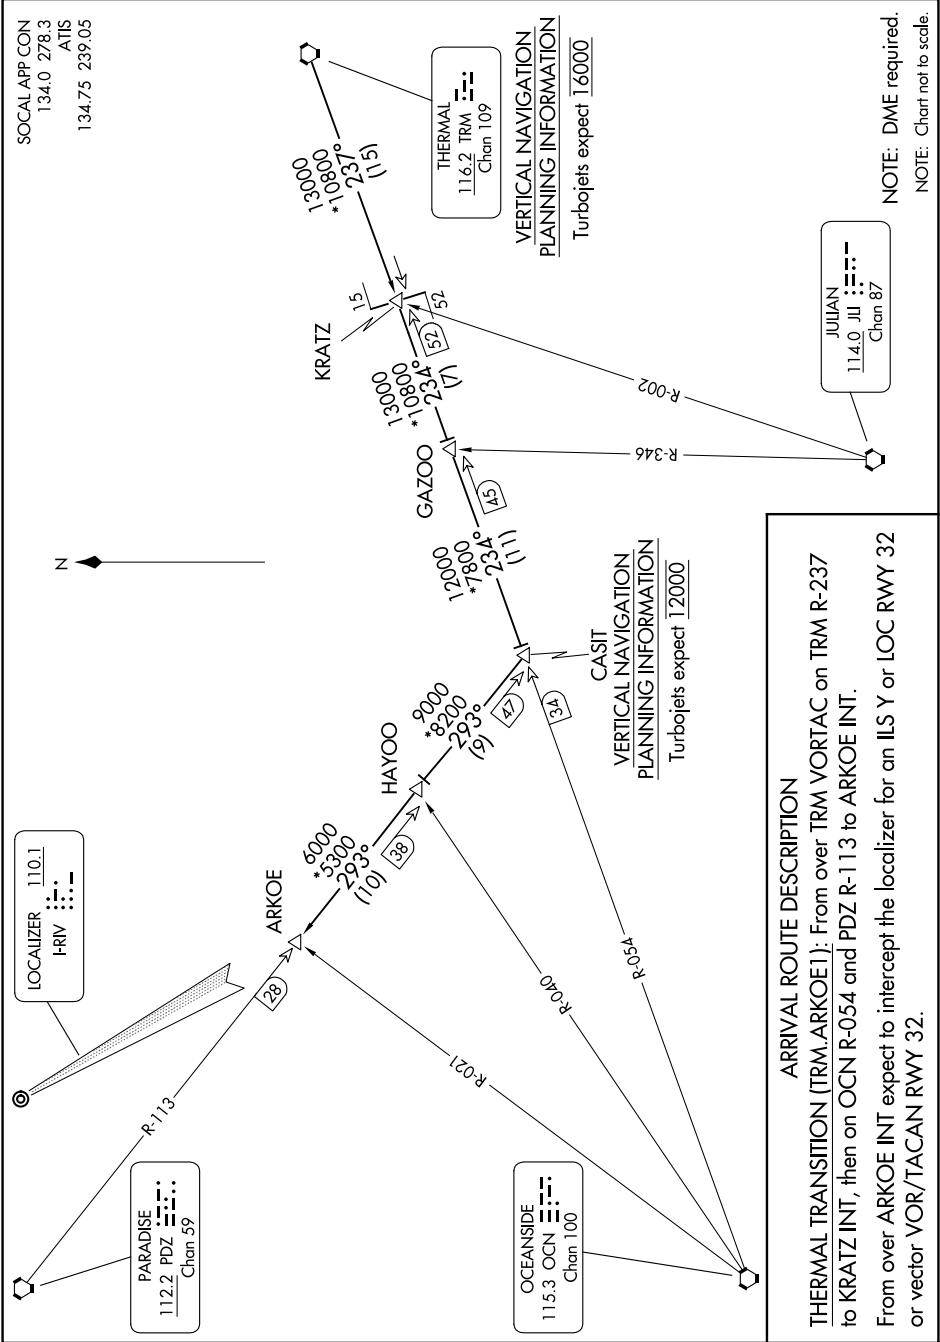 SOCAL APP CON
134.0 278.3
ATIS
134.75 239.05
LOCALIZER 110.1
I-RIV
N
THERMAL
116.2 TRM
Chan 109
VERTICAL NAVIGATION
PLANNING INFORMATION
Turbojets expect 16000
13000
*10800
237°
(15)
15
52
52
KRATZ
13000
*10800
234°
(7)
GAZOO
45
12000
*7800
234°
(11)
CASIT
VERTICAL NAVIGATION
PLANNING INFORMATION
Turbojets expect 12000
47
34
9000
*8200
293°
(9)
HAYOO
38
6000
*5300
293°
(10)
ARKOE
28
R-113
R-021
R-040
R-054
R-346
R-002
PARADISE
112.2 PDZ
Chan 59
OCEANSIDE
115.3 OCN
Chan 100
JULIAN
114.0 JLI
Chan 87
NOTE: DME required.
NOTE: Chart not to scale.
ARRIVAL ROUTE DESCRIPTION
THERMAL TRANSITION (TRM.ARKOE1): From over TRM VORTAC on TRM R-237
to KRATZ INT, then on OCN R-054 and PDZ R-113 to ARKOE INT.
From over ARKOE INT expect to intercept the localizer for an ILS Y or LOC RWY 32
or vector VOR/TACAN RWY 32.